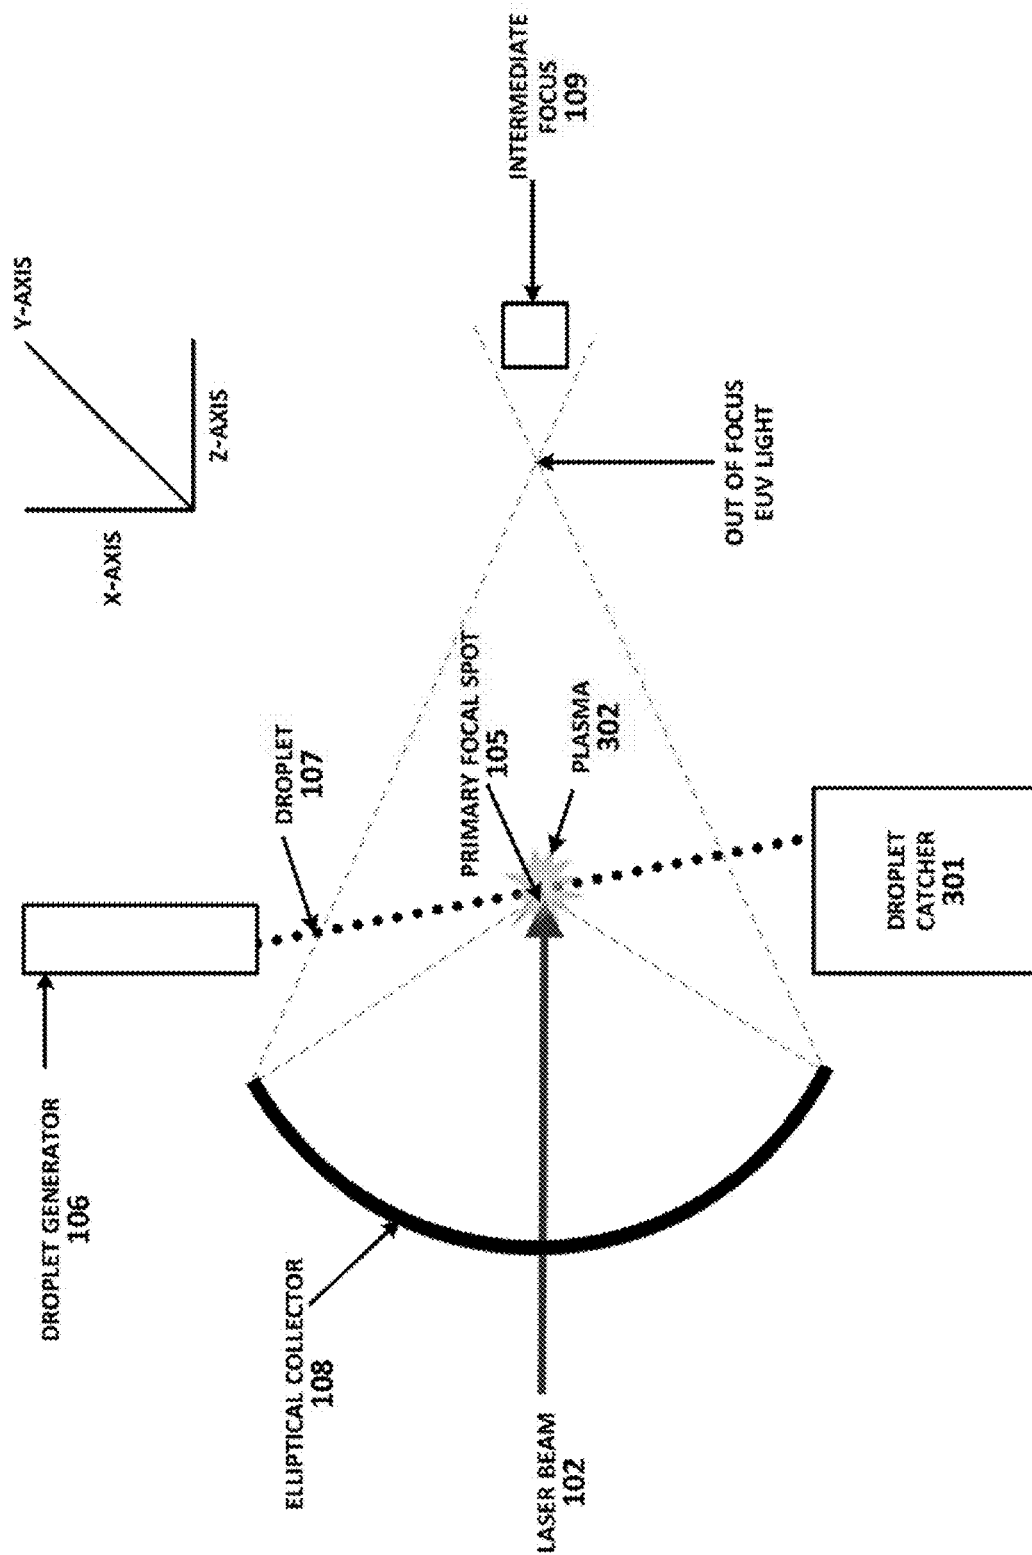 DROPLET GENERATOR
106
ELLIPTICAL COLLECTOR
108
LASER BEAM
102
DROPLET
107
PRIMARY FOCAL SPOT
105
PLASMA
302
DROPLET
CATCHER
301
X-AXIS
Y-AXIS
Z-AXIS
OUT OF FOCUS
EUV LIGHT
INTERMEDIATE
FOCUS
109